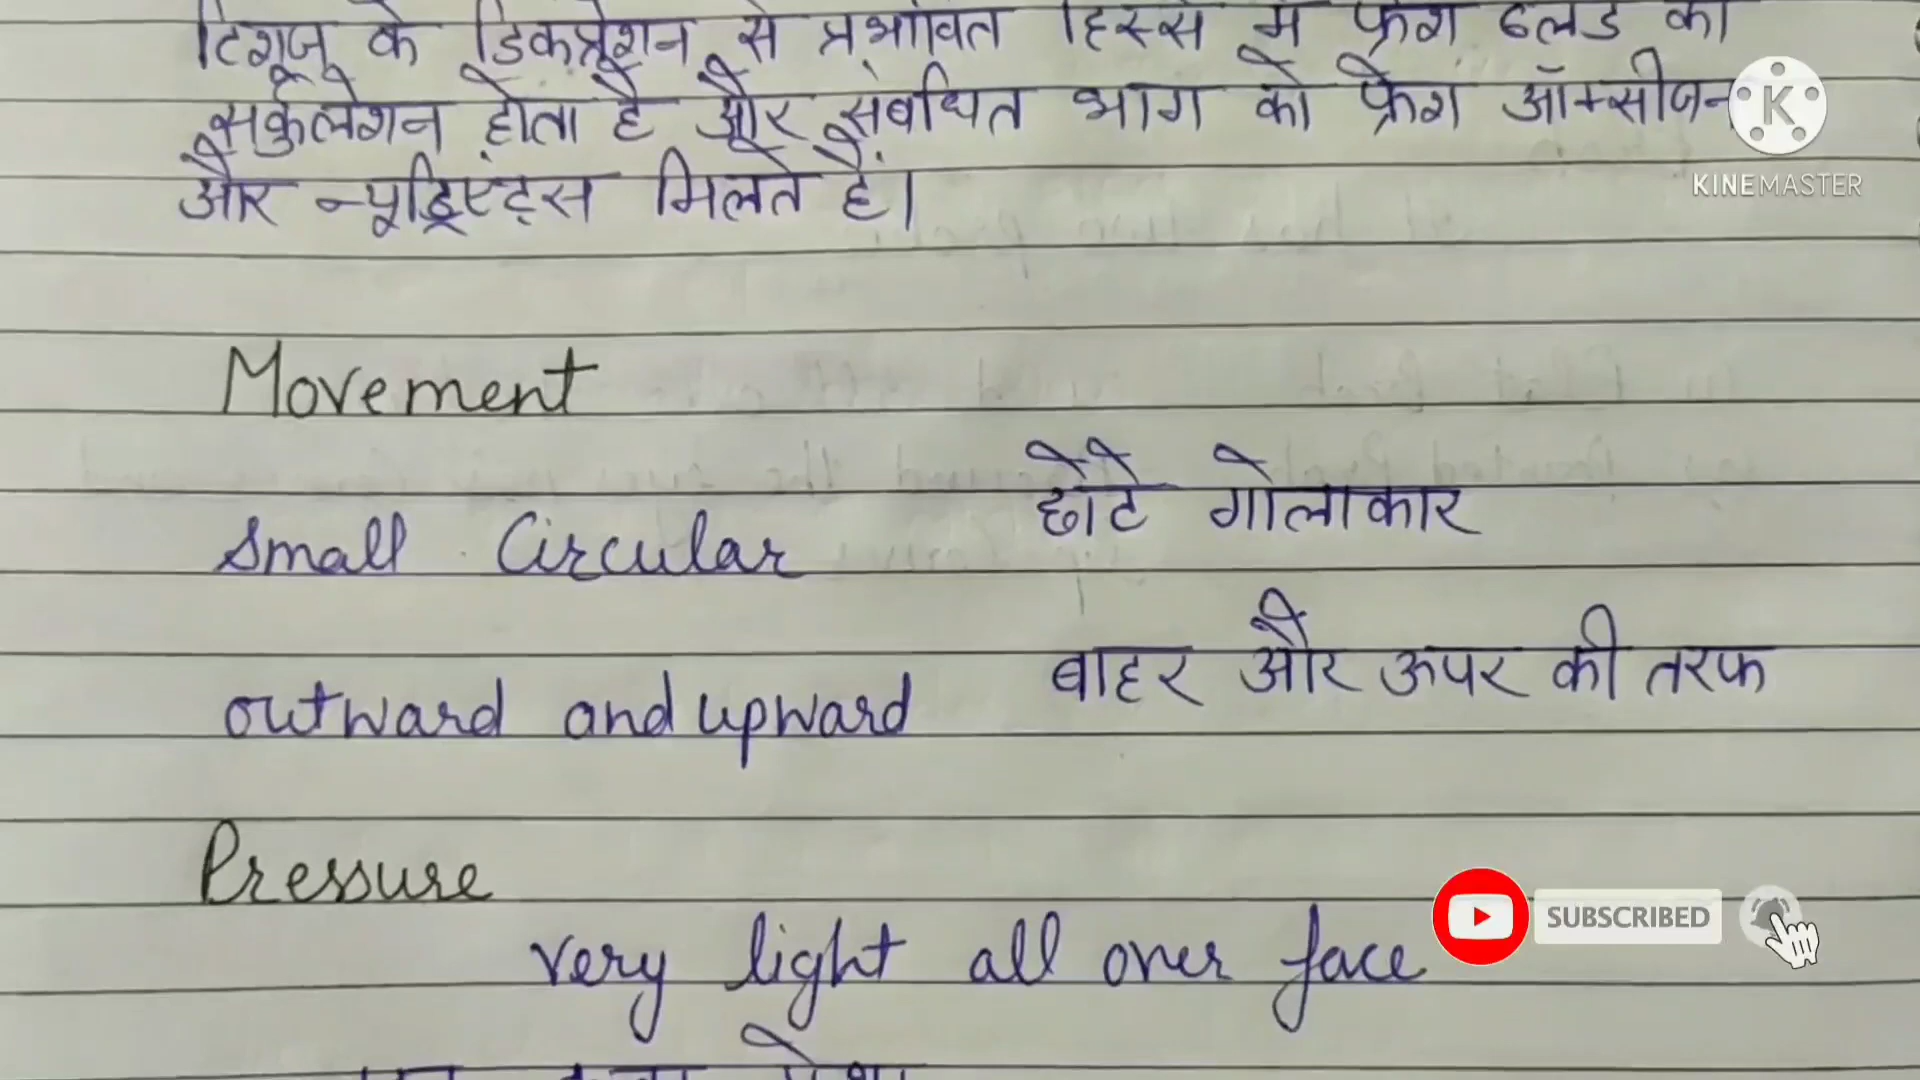 टिशूज के डिकन्जेशन से प्रभावित हिस्से में फ्रेश ब्लड का
सर्कुलेशन होता है और संबंधित भाग को फ्रेश ऑक्सीजन
और न्यूट्रिएंट्स मिलते हैं।
KINEMASTER
Movement
Small Circular छोटे गोलाकार
outward and upward बाहर और ऊपर की तरफ
Pressure
very light all over face
SUBSCRIBED